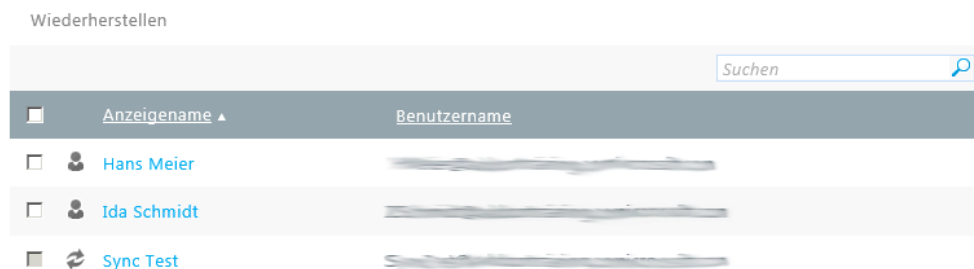 Wiederherstellen
Suchen
Anzeigename ▲ Benutzername
Hans Meier
Ida Schmidt
Sync Test